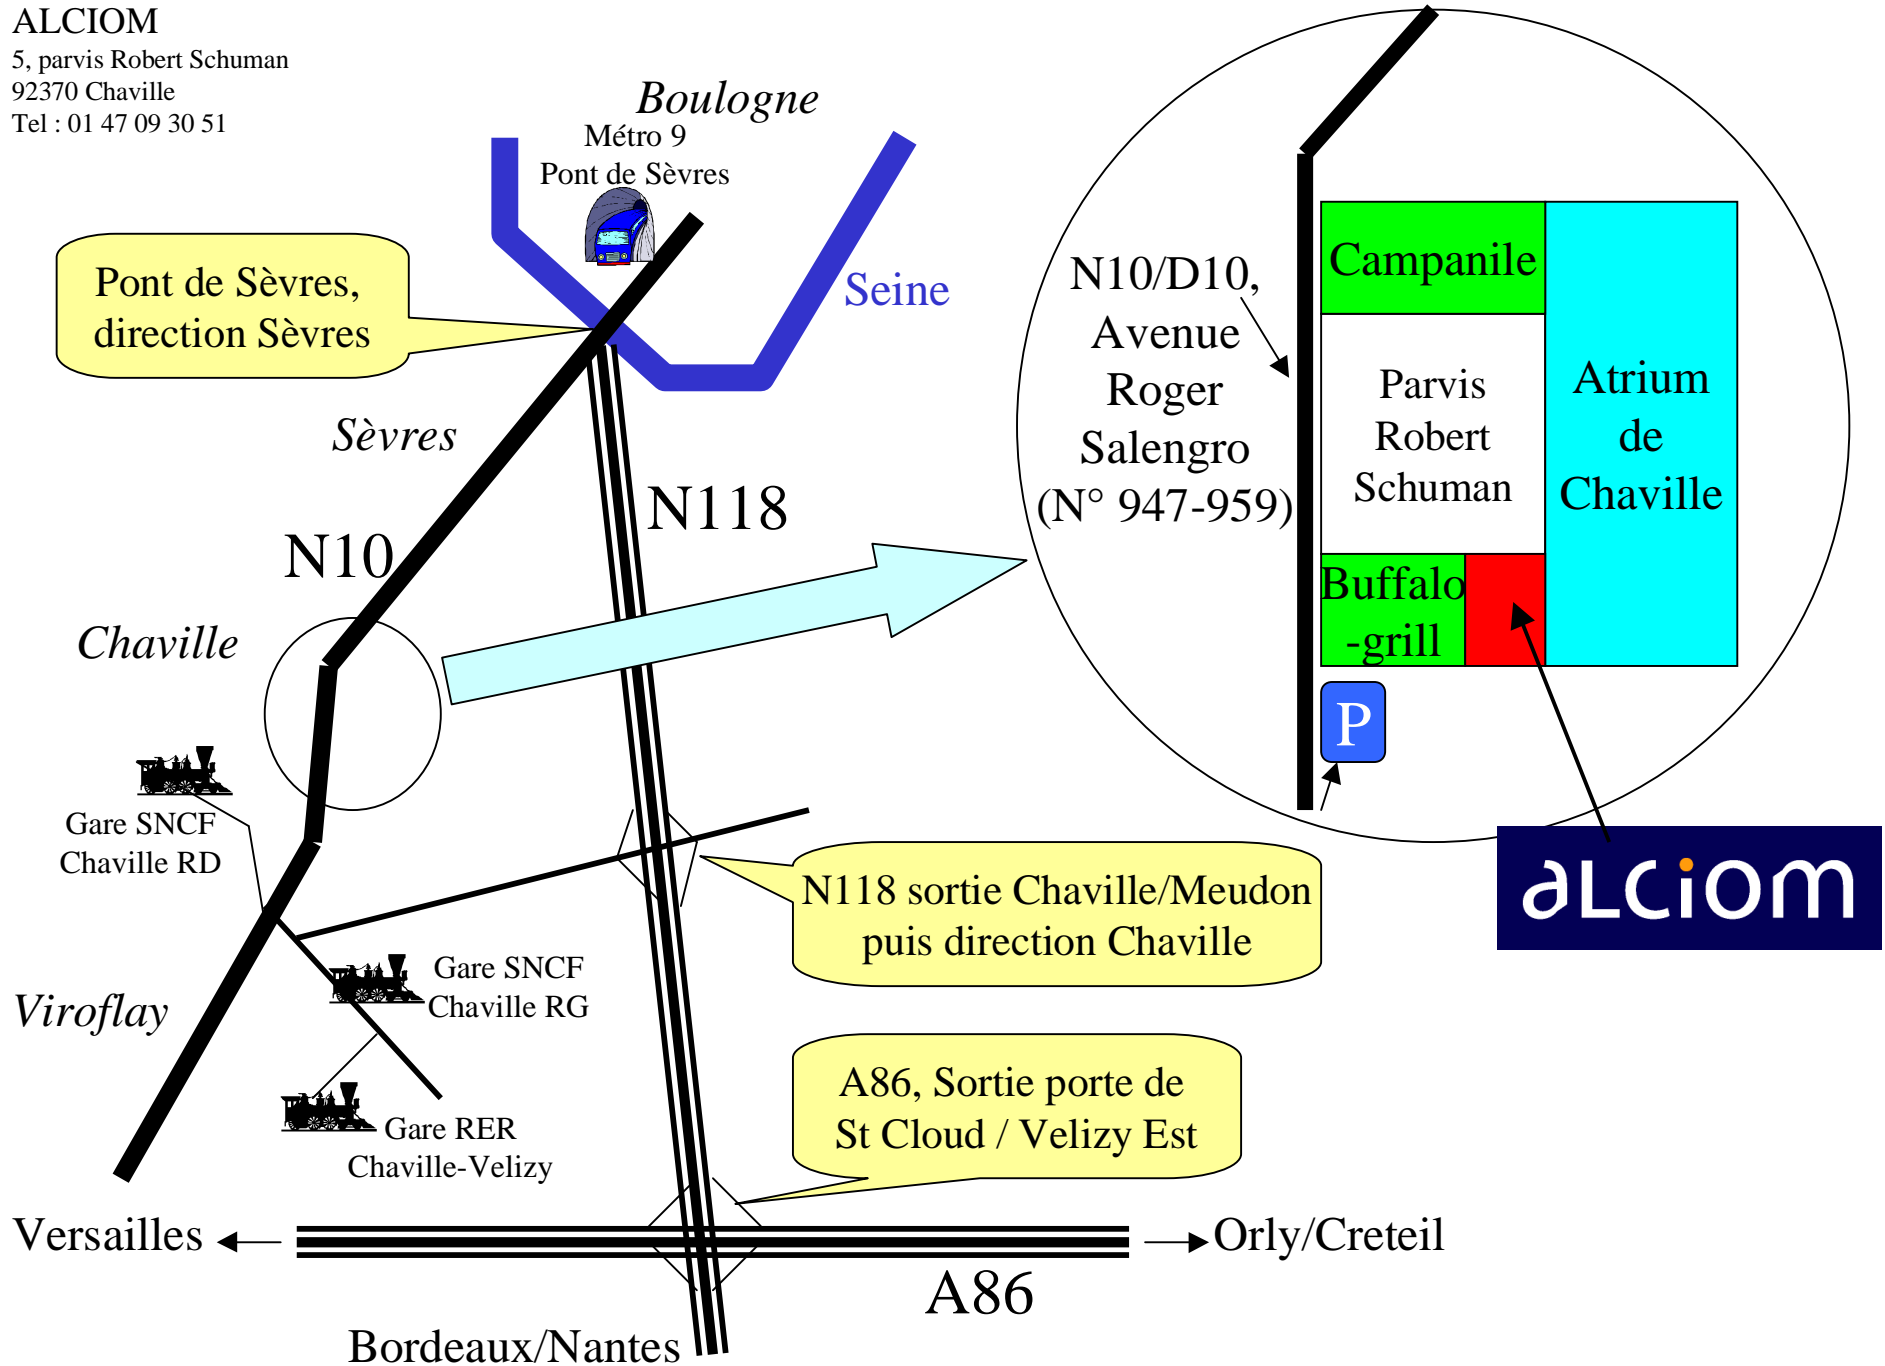 ALCIOM
5, parvis Robert Schuman
92370 Chaville
Tel : 01 47 09 30 51
Boulogne
Métro 9
Pont de Sèvres
Seine
Pont de Sèvres,
direction Sèvres
Sèvres
N118
N10
Chaville
Gare SNCF
Chaville RD
Gare SNCF
Chaville RG
Viroflay
Gare RER
Chaville-Velizy
N118 sortie Chaville/Meudon
puis direction Chaville
A86, Sortie porte de
St Cloud / Velizy Est
Versailles
Orly/Creteil
A86
Bordeaux/Nantes
N10/D10,
Avenue
Roger
Salengro
(N° 947-959)
Campanile
Parvis
Robert
Schuman
Atrium
de
Chaville
Buffalo
-grill
P
aLCiom